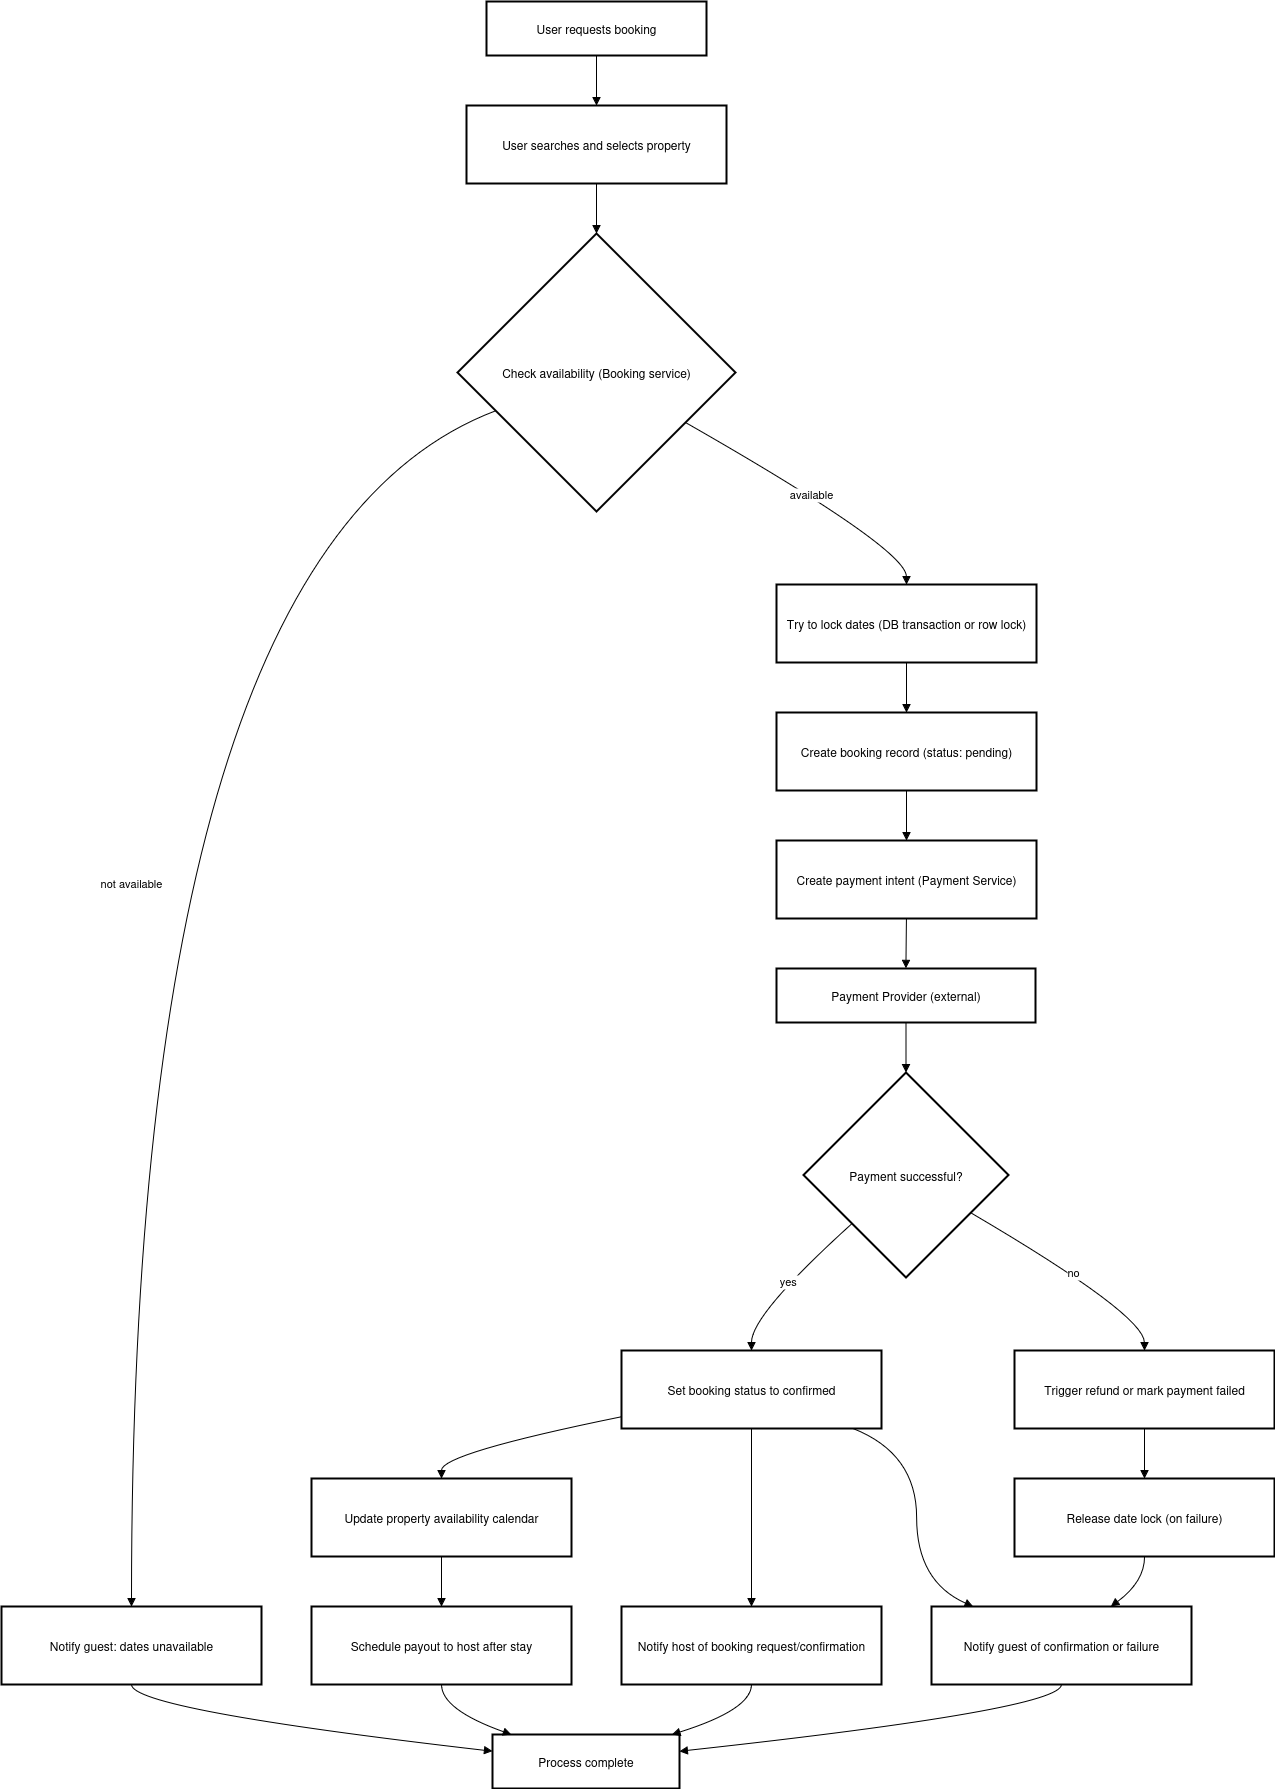 User requests booking
User searches and selects property
Check availability (Booking service)
available
Try to lock dates (DB transaction or row lock)
Create booking record (status: pending)
not available
Create payment intent (Payment Service)
Payment Provider (external)
Payment successful?
yes
no
Set booking status to confirmed
Trigger refund or mark payment failed
Update property availability calendar
Release date lock (on failure)
Notify guest: dates unavailable
Schedule payout to host after stay
Notify host of booking request/confirmation
Notify guest of confirmation or failure
Process complete